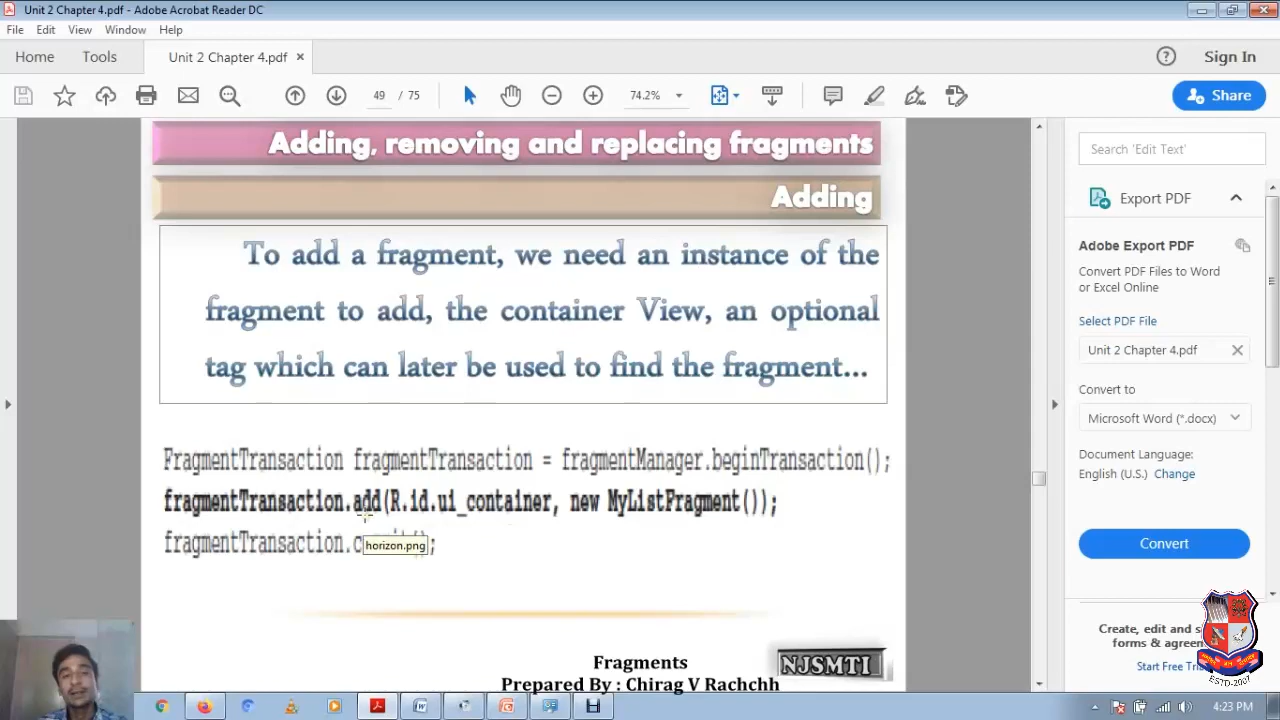 Unit 2 Chapter 4.pdf - Adobe Acrobat Reader DC
File Edit View Window Help
Home Tools Unit 2 Chapter 4.pdf × Sign In
49 / 75 74.2% Share
Adding, removing and replacing fragments
Adding
To add a fragment, we need an instance of the
fragment to add, the container View, an optional
tag which can later be used to find the fragment...
FragmentTransaction fragmentTransaction = fragmentManager.beginTransaction();
fragmentTransaction.add(R.id.ui_container, new MyListFragment());
fragmentTransaction.c
horizon.png
Fragments
Prepared By : Chirag V Rachchh
NJSMTI
Search 'Edit Text'
Export PDF
Adobe Export PDF
Convert PDF Files to Word
or Excel Online
Select PDF File
Unit 2 Chapter 4.pdf
Convert to
Microsoft Word (*.docx)
Document Language:
English (U.S.) Change
Convert
Create, edit and s
forms & agree
Start Free Tri
ESTD-2007
4:23 PM